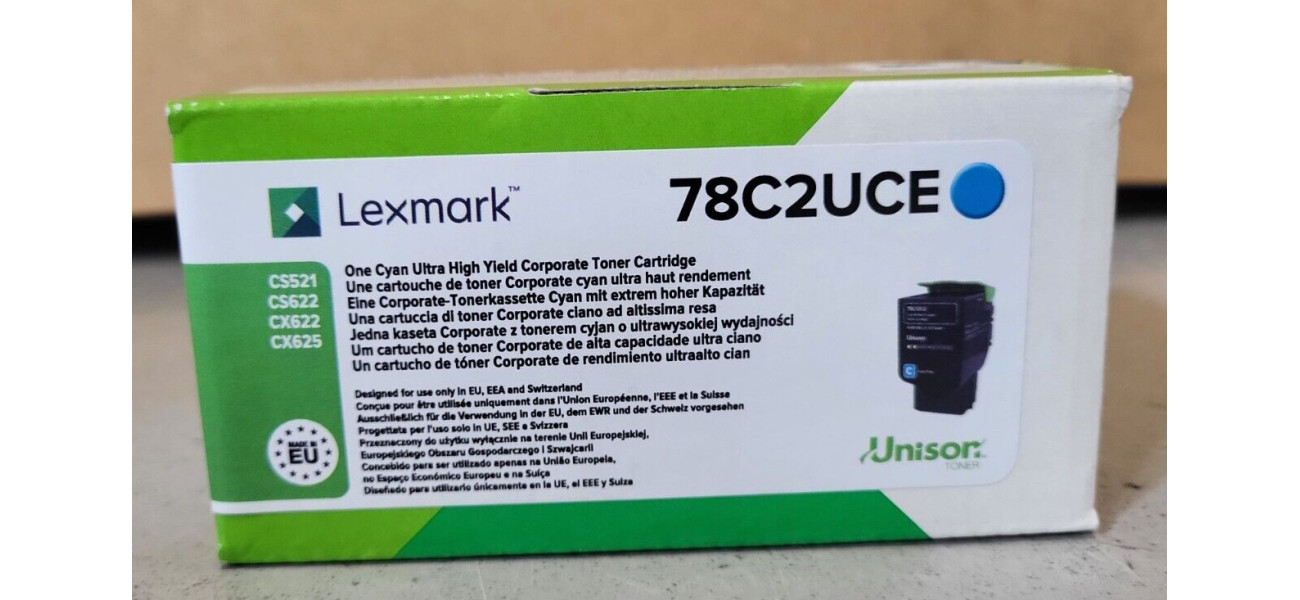 Lexmark™
78C2UCE
CS521
CS622
CX622
CX625
One Cyan Ultra High Yield Corporate Toner Cartridge
Une cartouche de toner Corporate cyan ultra haut rendement
Eine Corporate-Tonerkassette Cyan mit extrem hoher Kapazität
Una cartuccia di toner Corporate ciano ad altissima resa
Jedna kaseta Corporate z tonerem cyjan o ultrawysokiej wydajności
Um cartucho de toner Corporate de alta capacidade ultra ciano
Un cartucho de tóner Corporate de rendimiento ultraalto cian
Designed for use only in EU, EEA and Switzerland
Conçue pour être utilisée uniquement dans l'Union Européenne, l'EEE et la Suisse
Ausschließlich für die Verwendung in der EU, dem EWR und der Schweiz vorgesehen
Progettata per l'uso solo in UE, SEE e Svizzera
Przeznaczony do użytku wyłącznie na terenie Unii Europejskiej,
Europejskiego Obszaru Gospodarczego i Szwajcarii
Concebido para ser utilizado apenas na União Europeia,
no Espaço Económico Europeu e na Suíça
Diseñado para utilizarlo únicamente en la UE, el EEE y Suiza
MADE IN
EU
C
Unison
TONER